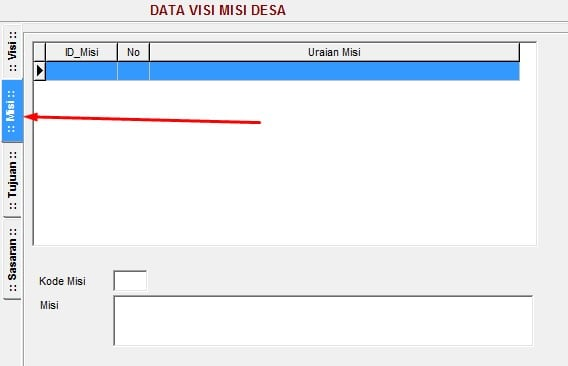 DATA VISI MISI DESA
:: Visi ::
:: Misi ::
:: Tujuan ::
:: Sasaran ::
ID_Misi No Uraian Misi
Kode Misi
Misi